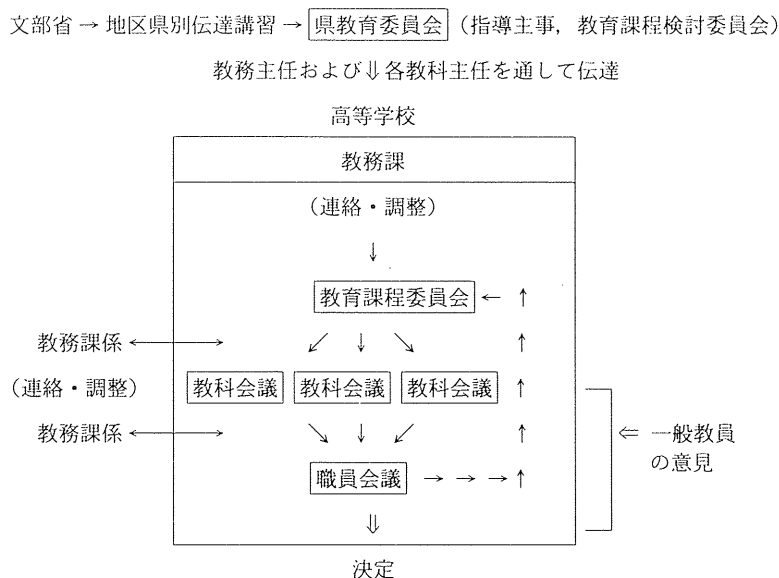 文部省 → 地区県別伝達講習 → 県教育委員会 (指導主事，教育課程検討委員会)
教務主任および⇓各教科主任を通して伝達
高等学校
教務課
(連絡・調整)
↓
教育課程委員会 ← ↑
教務課係 ↔ ↙ ↓ ↘ ↑
(連絡・調整) 教科会議 教科会議 教科会議 ↑
教務課係 ↔ ↘ ↓ ↙ ↑ ⇐ 一般教員
の意見
職員会議 → → → ↑
⇓
決定